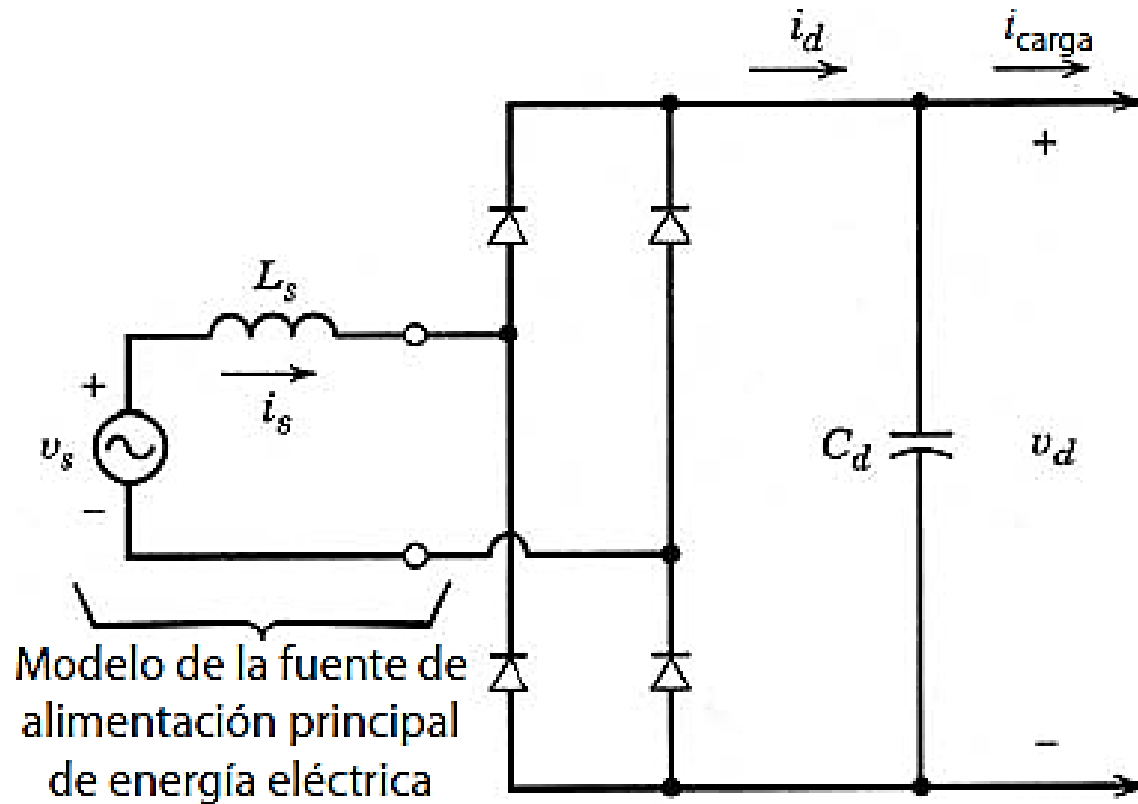 i_d
i_carga
+
L_s
+
i_s
v_s
C_d
v_d
−
−
Modelo de la fuente de
alimentación principal
de energía eléctrica